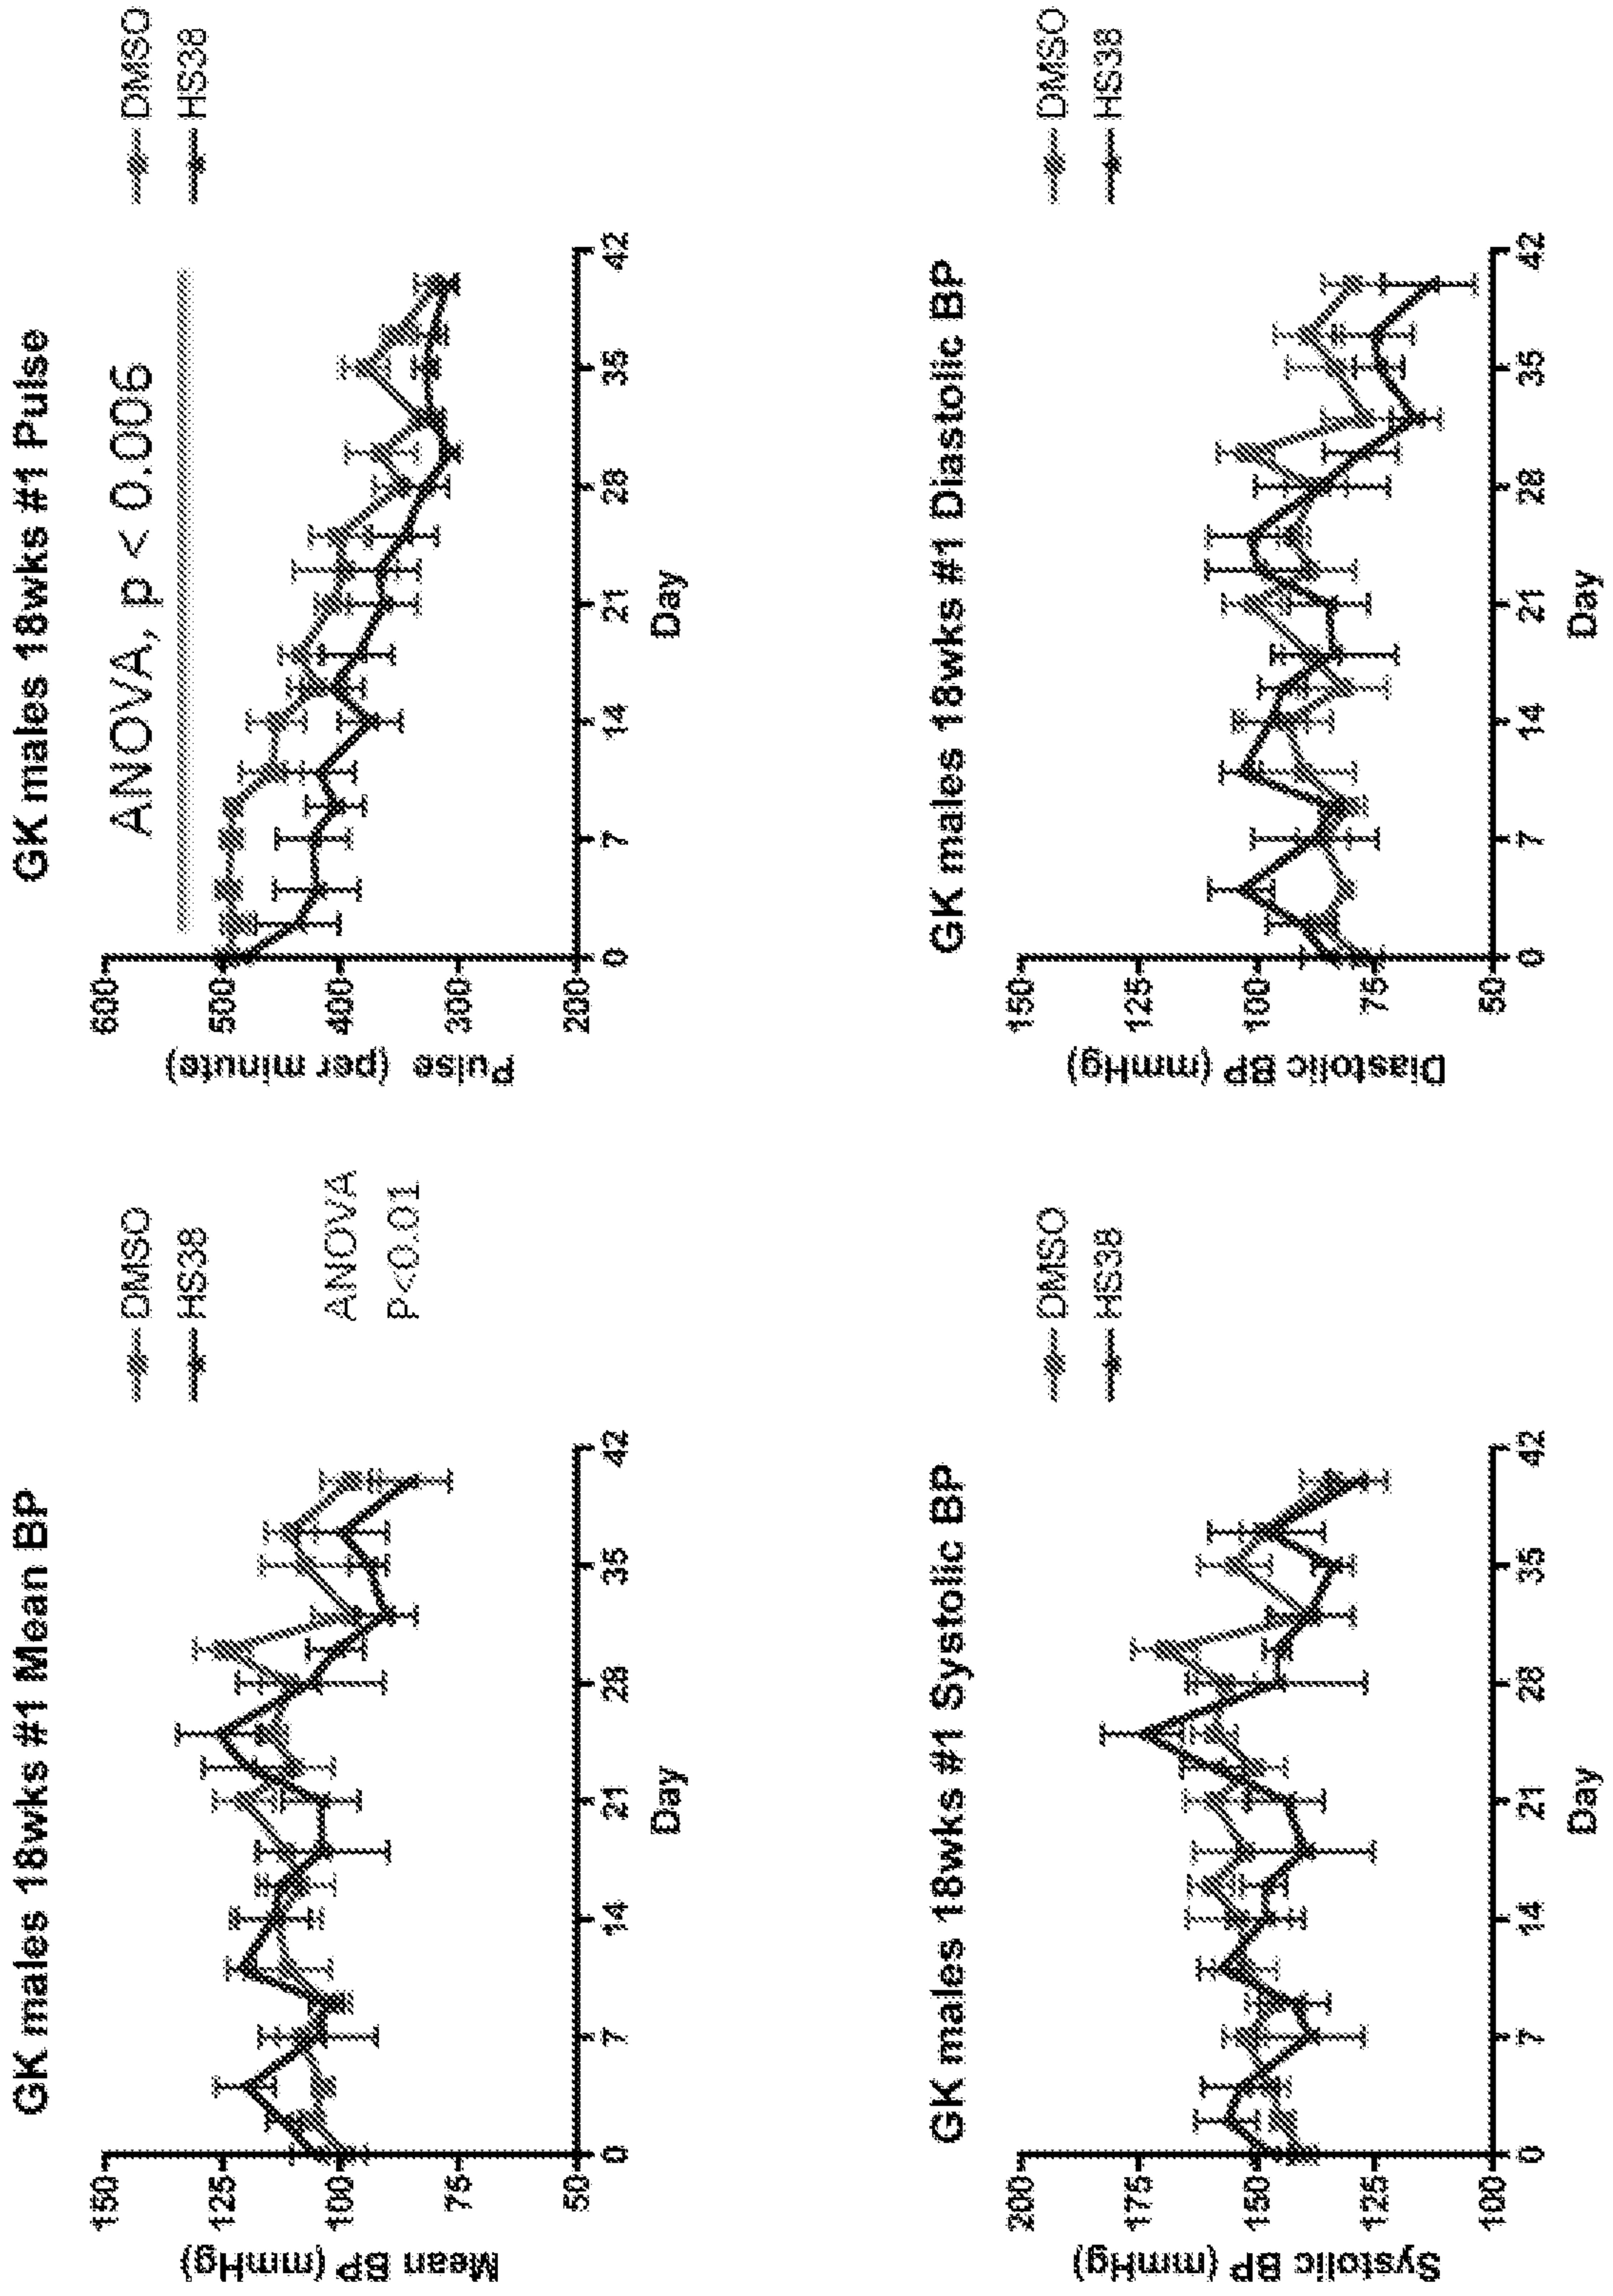 GK males 18wks #1 Mean BP
Mean BP (mmHg)
150
125
100
75
50
0
7
14
21
28
35
42
Day
DMSO
HS38
ANOVA
P<0.01
GK males 18wks #1 Pulse
ANOVA, p < 0.006
Pulse (per minute)
600
500
400
300
200
0
7
14
21
28
35
42
Day
DMSO
HS38
GK males 18wks #1 Systolic BP
Systolic BP (mmHg)
200
175
150
125
100
0
7
14
21
28
35
42
Day
DMSO
HS38
GK males 18wks #1 Diastolic BP
Diastolic BP (mmHg)
150
125
100
75
50
0
7
14
21
28
35
42
Day
DMSO
HS38